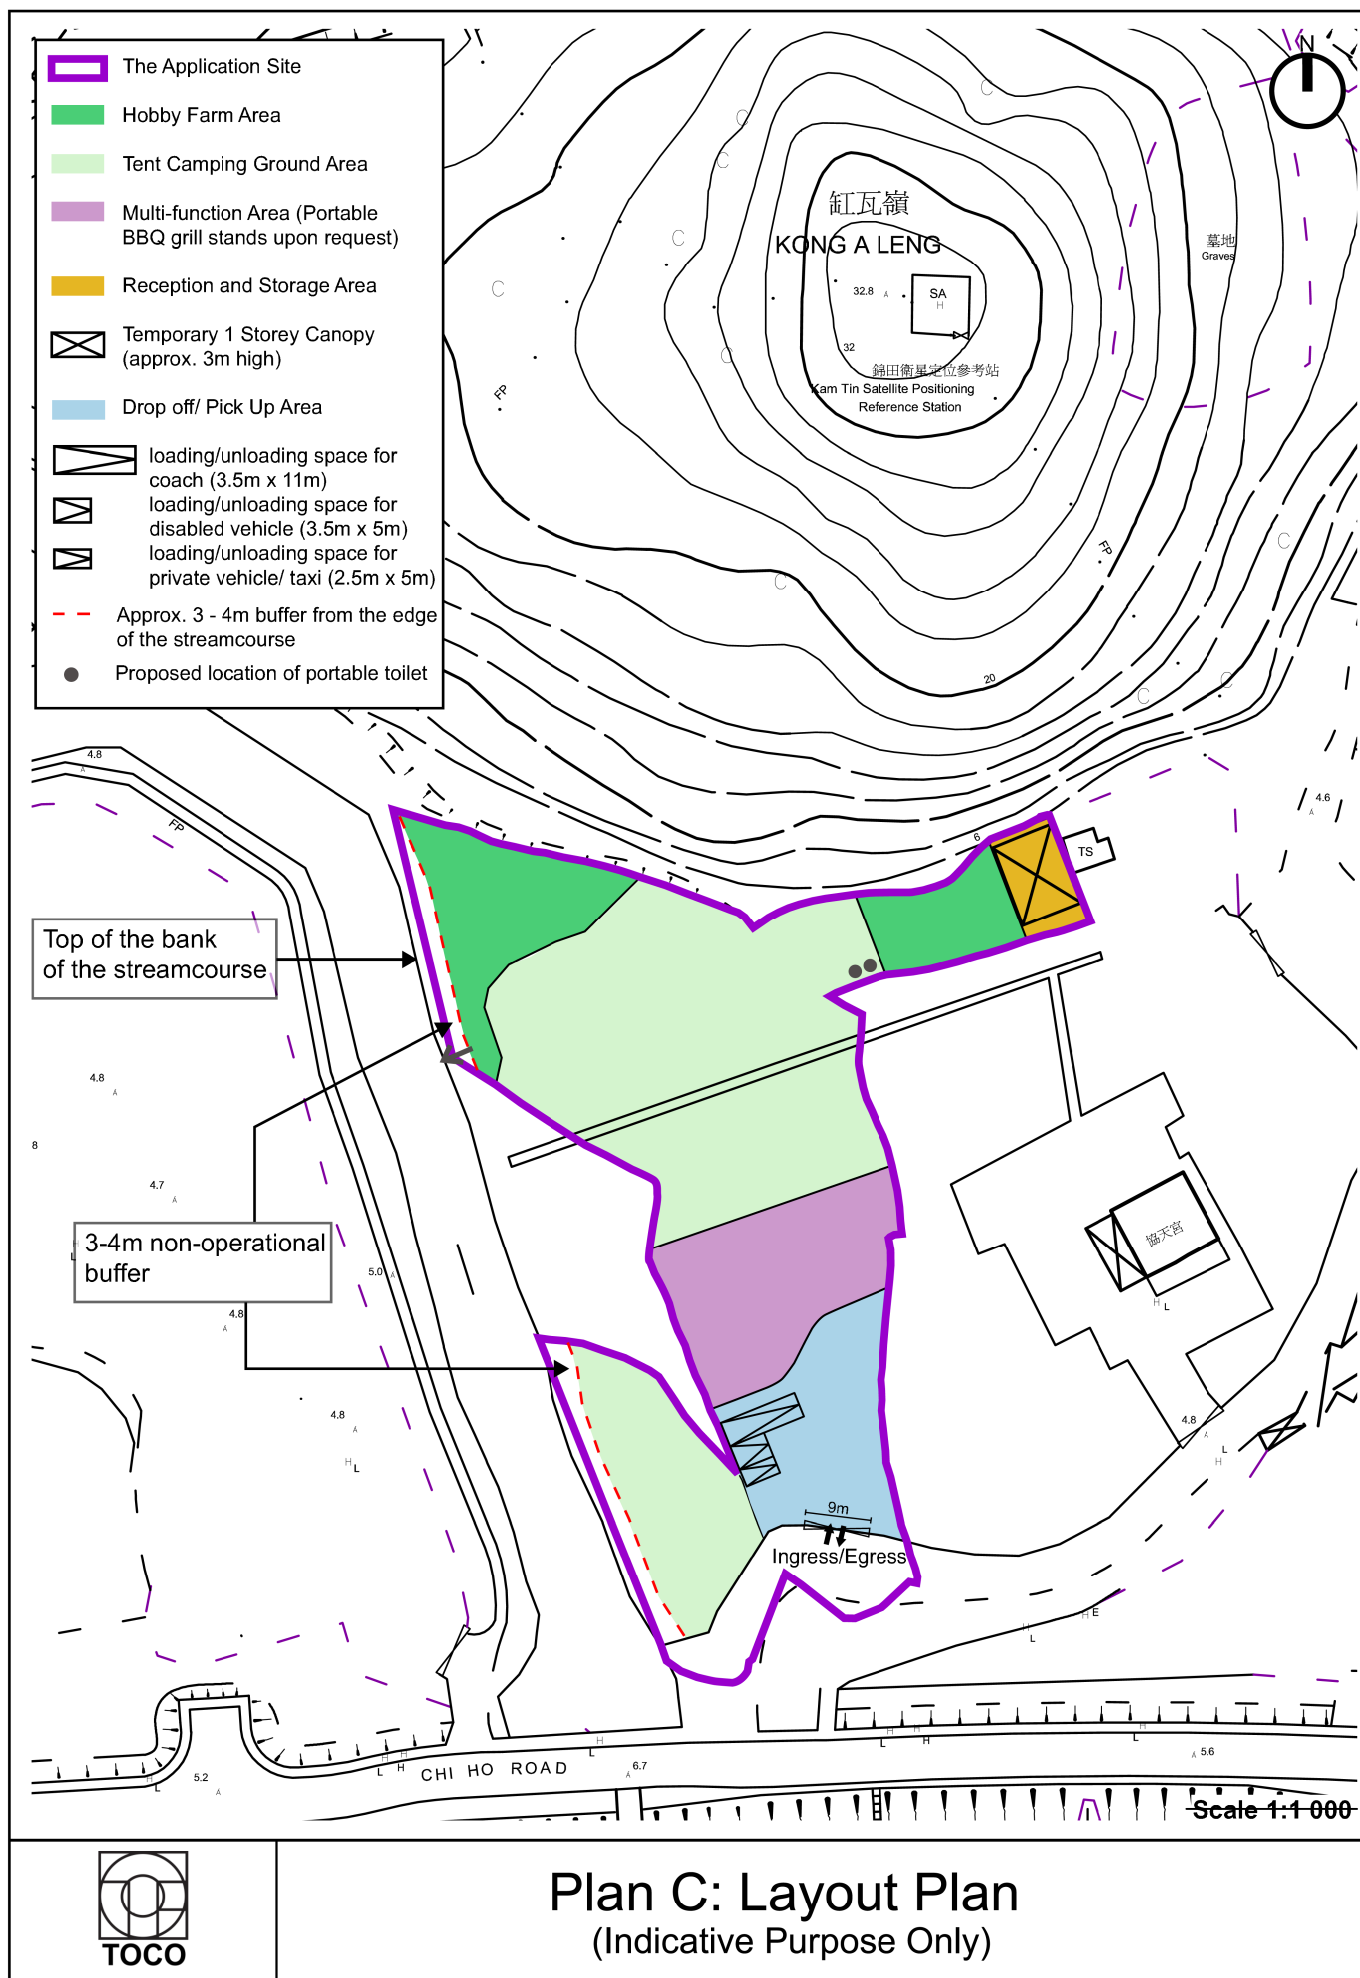 The Application Site
Hobby Farm Area
Tent Camping Ground Area
Multi-function Area (Portable
BBQ grill stands upon request)
Reception and Storage Area
Temporary 1 Storey Canopy
(approx. 3m high)
Drop off/ Pick Up Area
loading/unloading space for
coach (3.5m x 11m)
loading/unloading space for
disabled vehicle (3.5m x 5m)
loading/unloading space for
private vehicle/ taxi (2.5m x 5m)
Approx. 3 - 4m buffer from the edge
of the streamcourse
Proposed location of portable toilet
N
C
C
C
C
C
C
C
C
C
C
缸瓦嶺
KONG A LENG
墓地
Graves
32.8
SA
H
32
錦田衛星定位參考站
Kam Tin Satellite Positioning
Reference Station
FP
FP
20
4.8
4.6
FP
6
TS
Top of the bank
of the streamcourse
4.8
8
4.7
3-4m non-operational
buffer
H
L
5.0
4.8
協天宮
H L
4.8
4.8
L
H
H L
9m
Ingress/Egress
H E
H
L
H
L
H
L
H
H
L
H
L
H
L
H
H
L
CHI HO ROAD
6.7
5.6
5.2
Scale 1:1 000
TOCO
Plan C: Layout Plan
(Indicative Purpose Only)